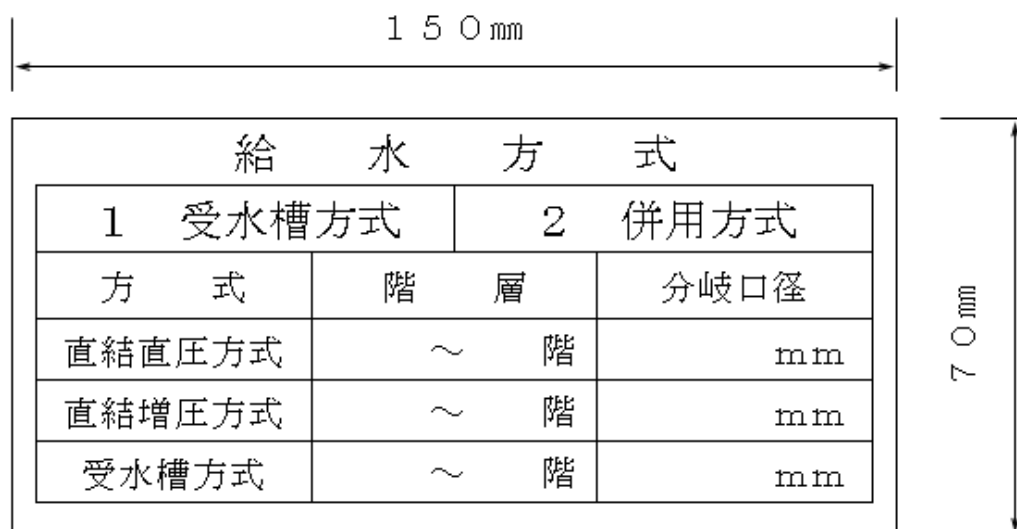 １５０㎜
給　水　方　式
１　受水槽方式　２　併用方式
方　式　階　層　分岐口径
直結直圧方式　～　階　mm
直結増圧方式　～　階　mm
受水槽方式　～　階　mm
７０㎜